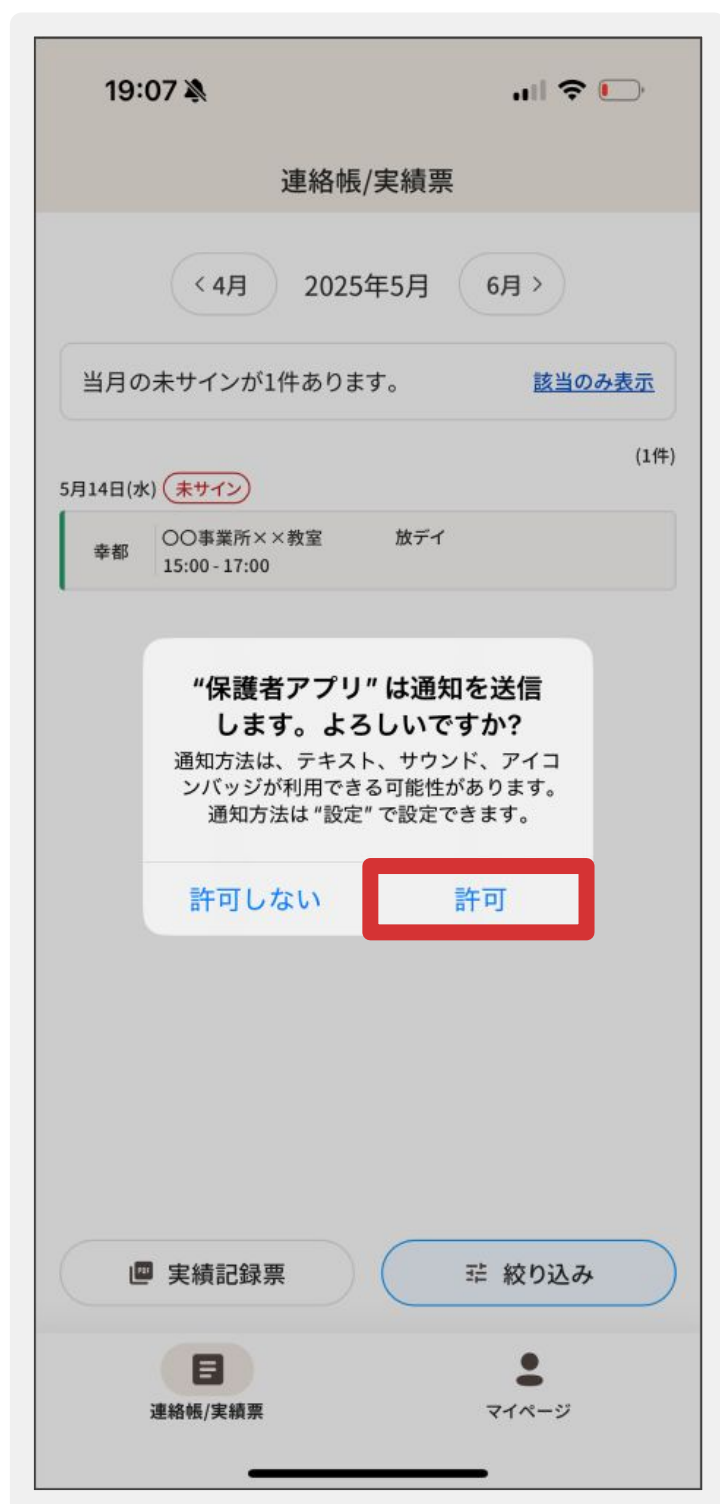 19:07
連絡帳/実績票
< 4月 2025年5月 6月 >
当月の未サインが1件あります。 該当のみ表示
(1件)
5月14日(水) 未サイン
幸都 〇〇事業所××教室 放デイ
15:00 - 17:00
“保護者アプリ” は通知を送信
します。よろしいですか?
通知方法は、テキスト、サウンド、アイコ
ンバッジが利用できる可能性があります。
通知方法は “設定” で設定できます。
許可しない 許可
PDF 実績記録票 絞り込み
連絡帳/実績票 マイページ